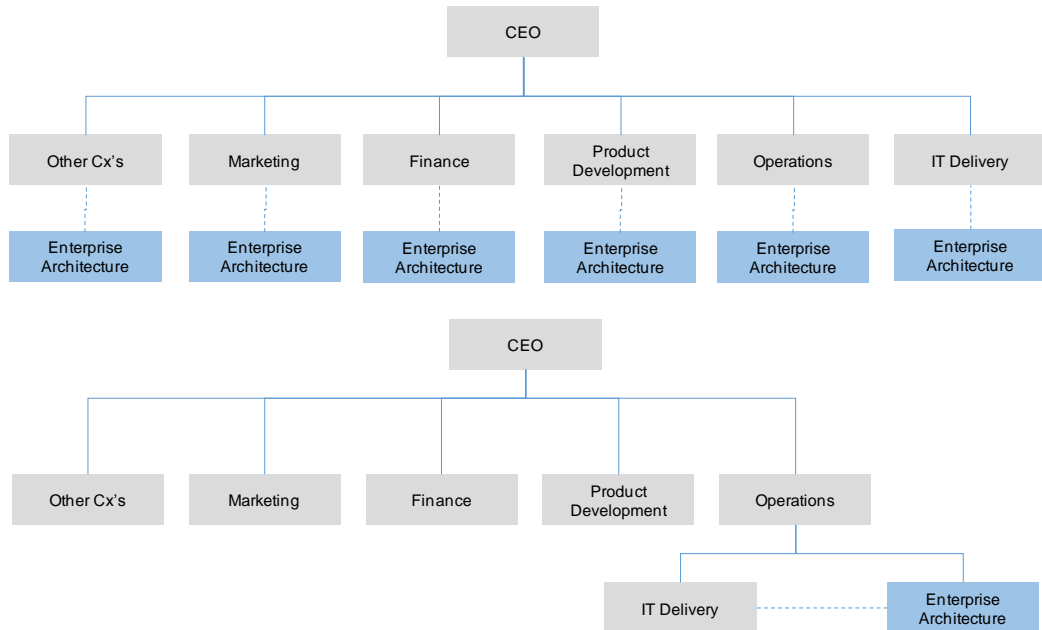 CEO
Other Cx's
Marketing
Finance
Product
Development
Operations
IT Delivery
Enterprise
Architecture
Enterprise
Architecture
Enterprise
Architecture
Enterprise
Architecture
Enterprise
Architecture
Enterprise
Architecture
CEO
Other Cx's
Marketing
Finance
Product
Development
Operations
IT Delivery
Enterprise
Architecture